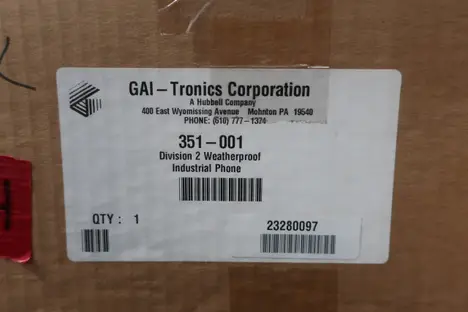 GAI-Tronics Corporation
A Hubbell Company
400 East Wyomissing Avenue Mohnton PA 19540
PHONE: (610) 777-1324
351-001
Division 2 Weatherproof
Industrial Phone
QTY: 1
23280097